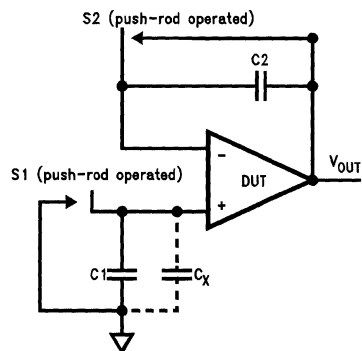 S2 (push-rod operated)
C2
-
DUT
VOUT
S1 (push-rod operated)
+
C1
CX